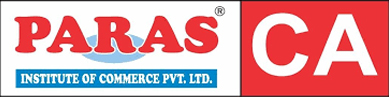 PARAS®
INSTITUTE OF COMMERCE PVT. LTD.
CA